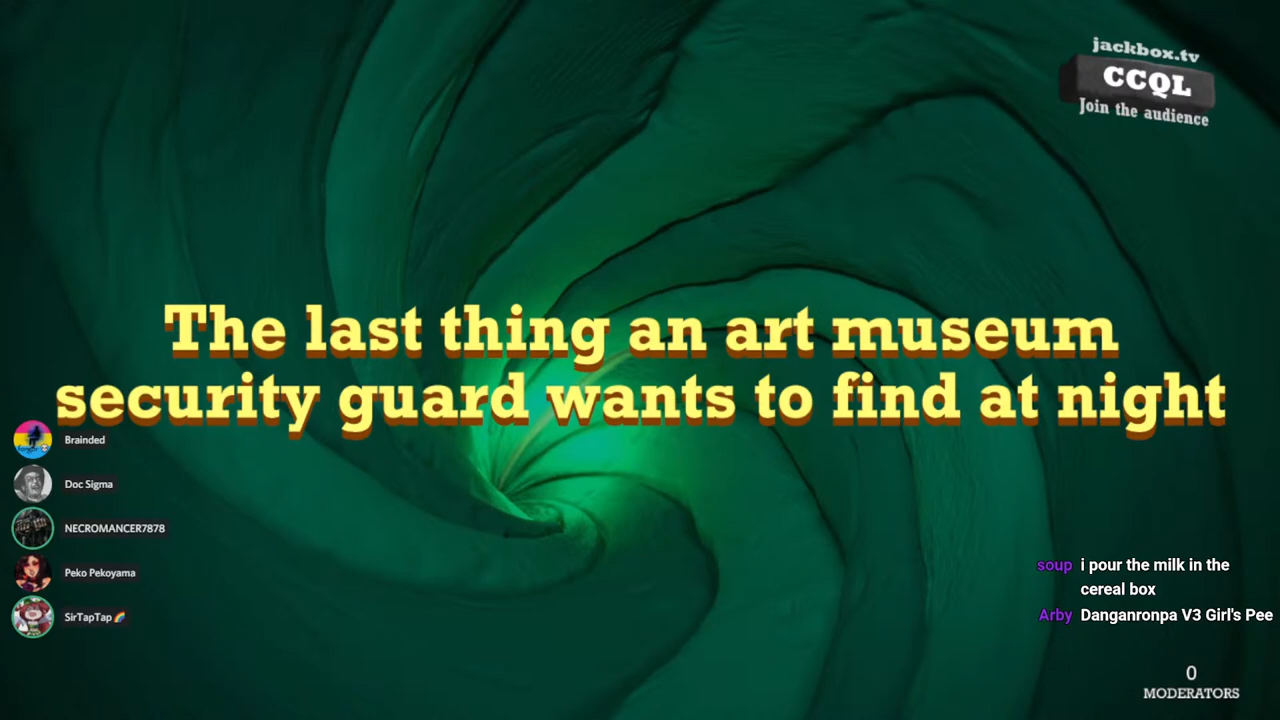 jackbox.tv
CCQL
Join the audience
The last thing an art museum
security guard wants to find at night
Brainded
Doc Sigma
NECROMANCER7878
Peko Pekoyama
SirTapTap🌈
soup i pour the milk in the
cereal box
Arby Danganronpa V3 Girl's Pee
0
MODERATORS